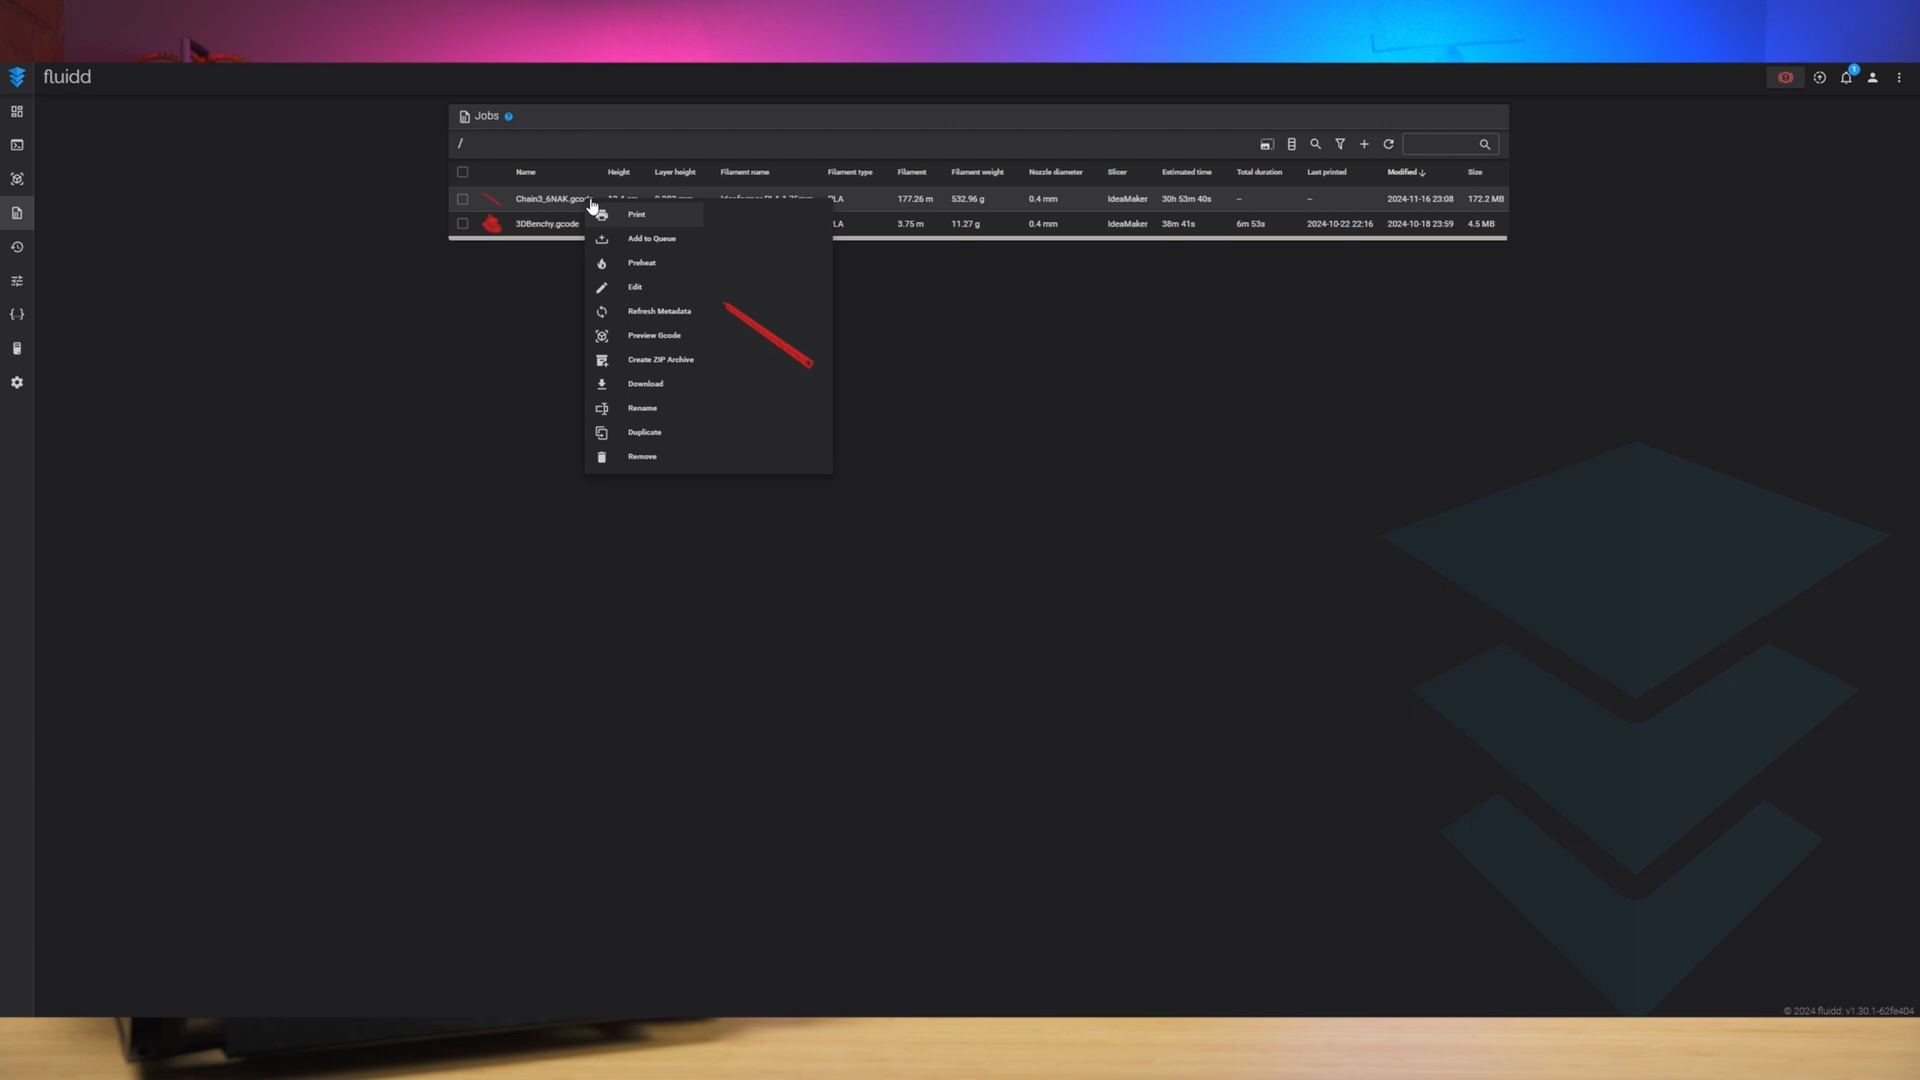 fluidd
1
Jobs ?
/
Name Height Layer height Filament name Filament type Filament Filament weight Nozzle diameter Slicer Estimated time Total duration Last printed Modified Size
Chain3_6NAK.gcode 177.26 m 532.96 g 0.4 mm IdeaMaker 30h 53m 40s – – 2024-11-16 23:08 172.2 MB
3DBenchy.gcode 3.75 m 11.27 g 0.4 mm IdeaMaker 38m 41s 6m 53s 2024-10-22 22:16 2024-10-18 23:59 4.5 MB
Print
Add to Queue
Preheat
Edit
Refresh Metadata
Preview Gcode
Create ZIP Archive
Download
Rename
Duplicate
Remove
© 2024 fluidd: v1.30.1-62fe404